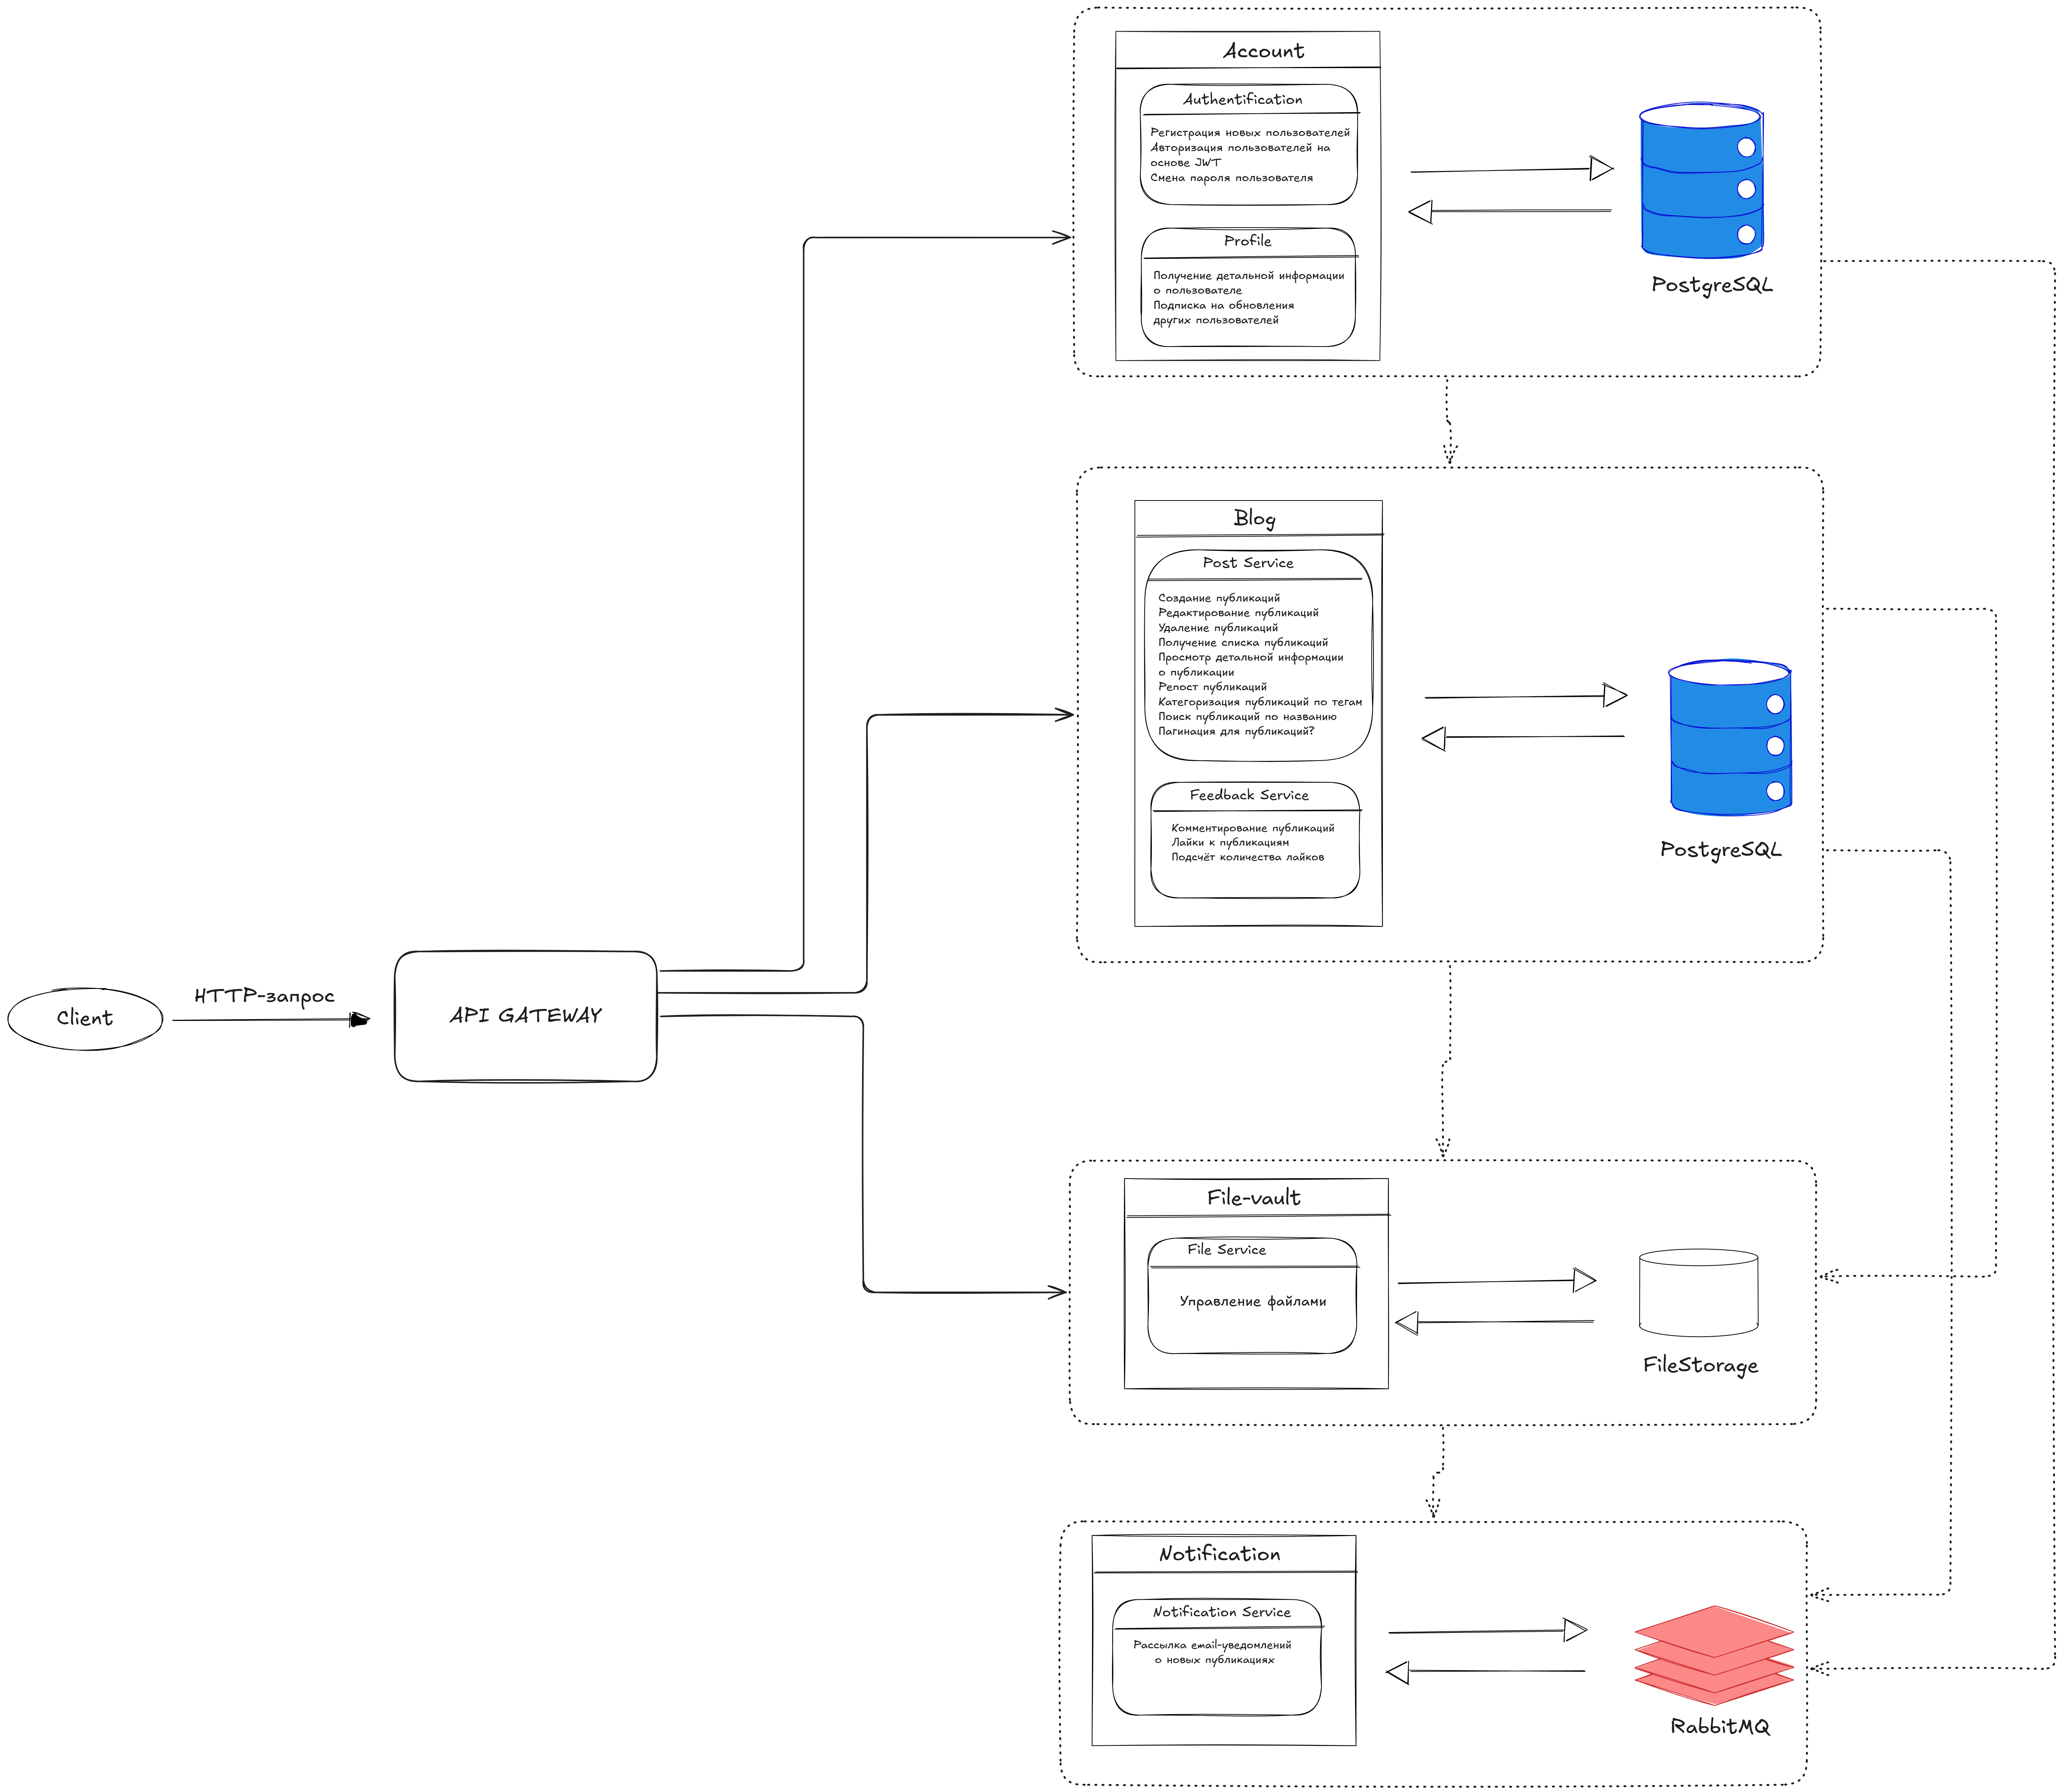 Account
Authentification
Регистрация новых пользователей
Авторизация пользователей на
основе JWT
Смена пароля пользователя
Profile
Получение детальной информации
о пользователе
Подписка на обновления
других пользователей
PostgreSQL
Blog
Post Service
Создание публикаций
Редактирование публикаций
Удаление публикаций
Получение списка публикаций
Просмотр детальной информации
о публикации
Репост публикаций
Категоризация публикаций по тегам
Поиск публикаций по названию
Пагинация для публикаций?
Feedback Service
Комментирование публикаций
Лайки к публикациям
Подсчёт количества лайков
PostgreSQL
Client
HTTP-запрос
API GATEWAY
File-vault
File Service
Управление файлами
FileStorage
Notification
Notification Service
Рассылка email-уведомлений
о новых публикациях
RabbitMQ